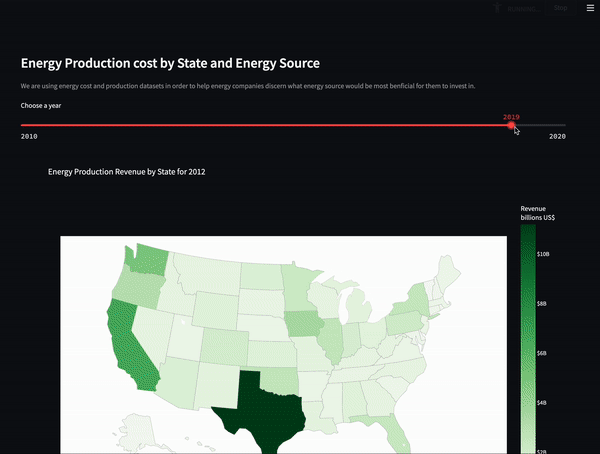 Stop
Energy Production cost by State and Energy Source
We are using energy cost and production datasets in order to help energy companies discern what energy source would be most benficial for them to invest in.
Choose a year
2019
2010
2020
Energy Production Revenue by State for 2012
Revenue
billions US$
$10B
$8B
$6B
$4B
$2B